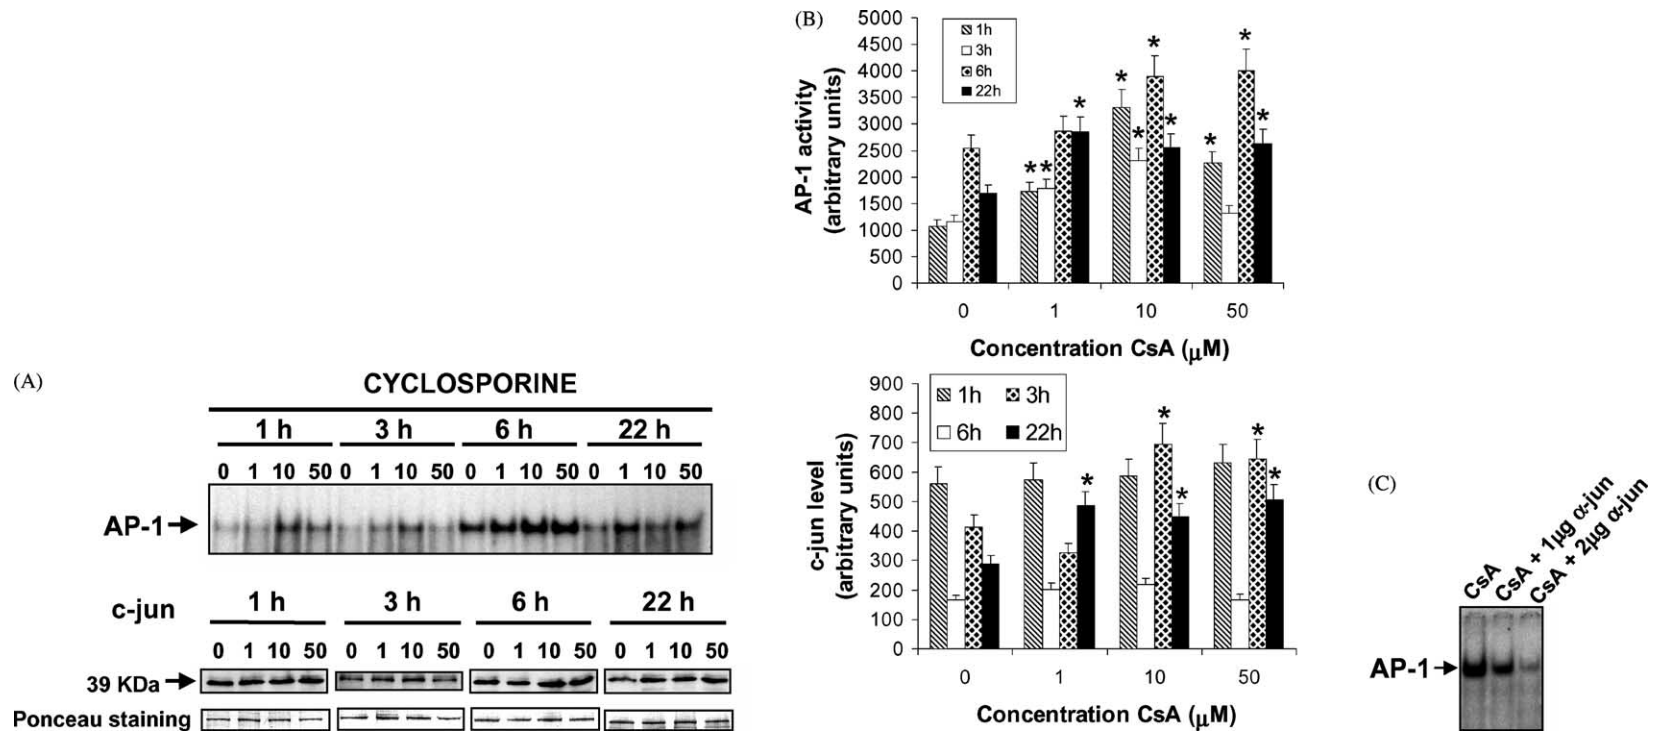 (A)
CYCLOSPORINE
1 h 3 h 6 h 22 h
0 1 10 50 0 1 10 50 0 1 10 50 0 1 10 50
AP-1
c-jun 1 h 3 h 6 h 22 h
0 1 10 50 0 1 10 50 0 1 10 50 0 1 10 50
39 KDa
Ponceau staining
(B)
AP-1 activity
(arbitrary units)
5000
4500
4000
3500
3000
2500
2000
1500
1000
500
0
1h
3h
6h
22h
*
*
*
*
*
*
*
*
*
*
0 1 10 50
Concentration CsA (μM)
c-jun level
(arbitrary units)
900
800
700
600
500
400
300
200
100
0
1h 3h
6h 22h
*
*
*
*
*
0 1 10 50
Concentration CsA (μM)
(C)
CsA
CsA + 1μg α-jun
CsA + 2μg α-jun
AP-1